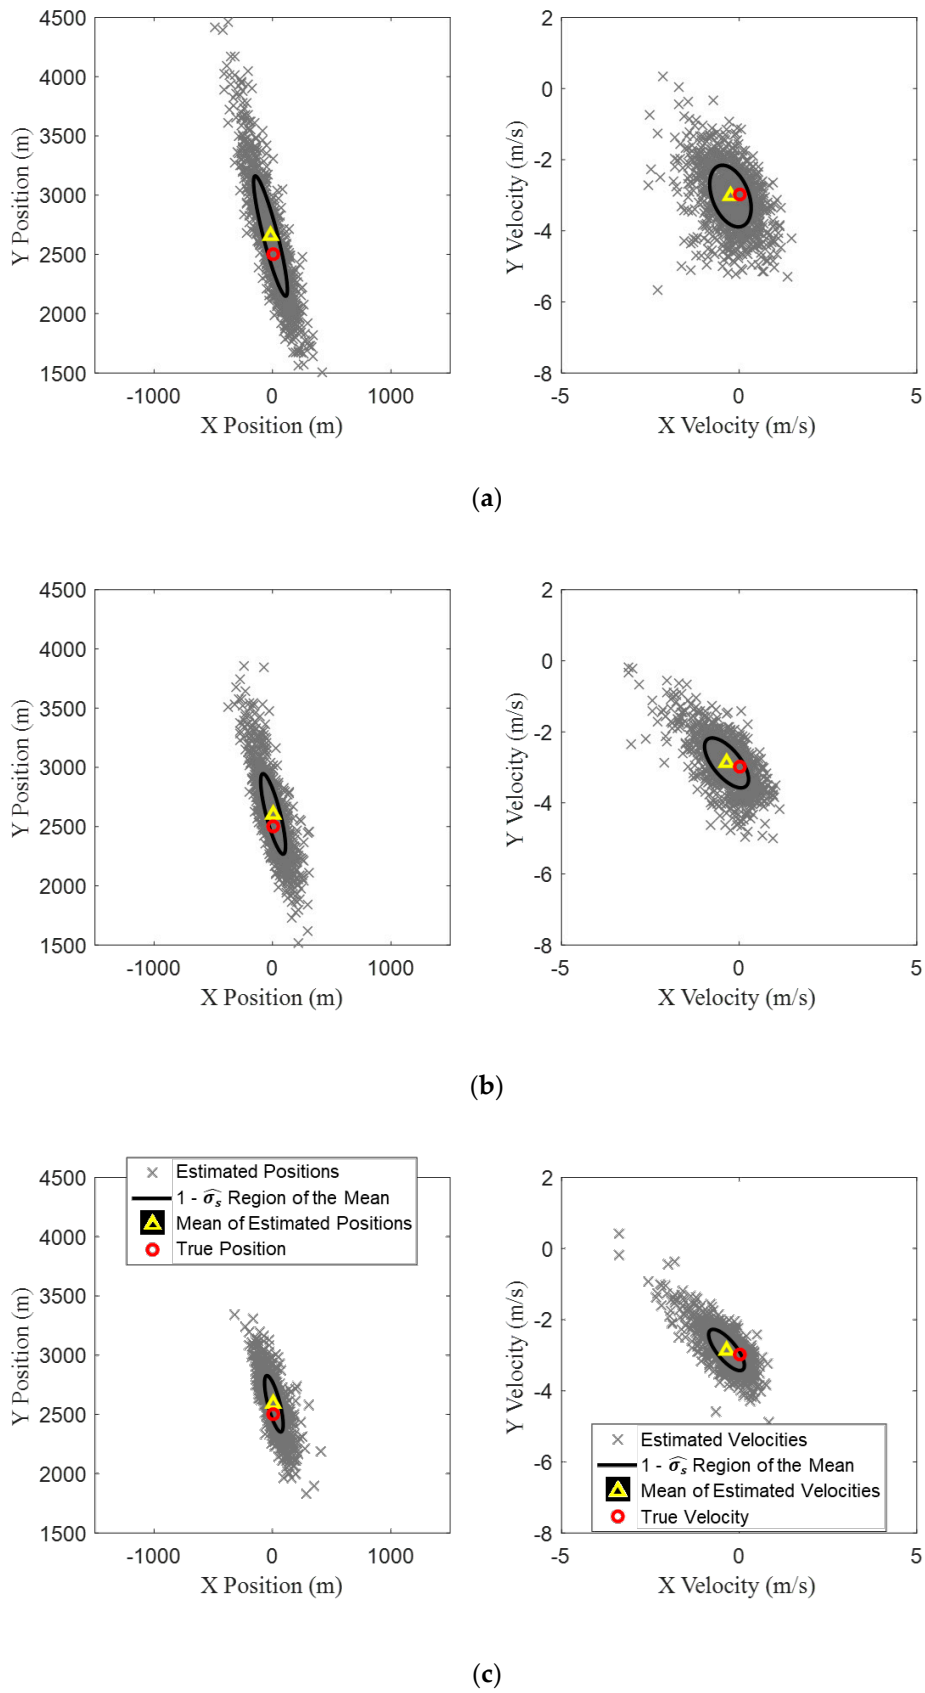 4500
4000
3500
3000
2500
2000
1500
Y Position (m)
-1000 0 1000
X Position (m)
2
0
-2
-4
-6
-8
Y Velocity (m/s)
-5 0 5
X Velocity (m/s)
(a)
4500
4000
3500
3000
2500
2000
1500
Y Position (m)
-1000 0 1000
X Position (m)
2
0
-2
-4
-6
-8
Y Velocity (m/s)
-5 0 5
X Velocity (m/s)
(b)
4500
4000
3500
3000
2500
2000
1500
Y Position (m)
Estimated Positions
1 - σ̂ₛ Region of the Mean
Mean of Estimated Positions
True Position
-1000 0 1000
X Position (m)
2
0
-2
-4
-6
-8
Y Velocity (m/s)
Estimated Velocities
1 - σ̂ₛ Region of the Mean
Mean of Estimated Velocities
True Velocity
-5 0 5
X Velocity (m/s)
(c)